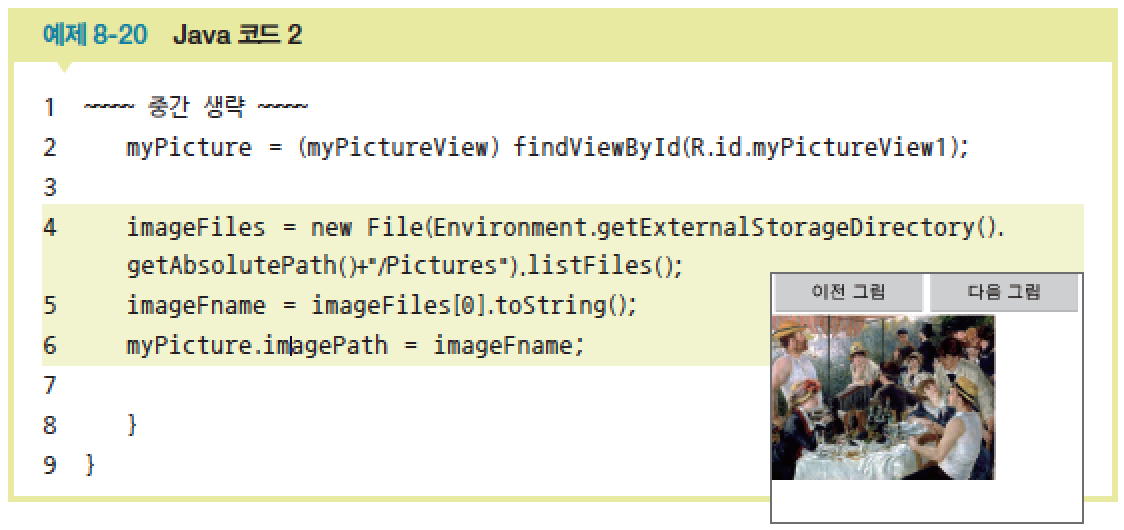 예제 8-20 Java 코드 2
1 ~~~~~ 중간 생략 ~~~~~
2 myPicture = (myPictureView) findViewById(R.id.myPictureView1);
3
4 imageFiles = new File(Environment.getExternalStorageDirectory().
getAbsolutePath()+"/Pictures").listFiles();
5 imageFname = imageFiles[0].toString();
6 myPicture.imagePath = imageFname;
7
8 }
9 }
이전 그림 다음 그림